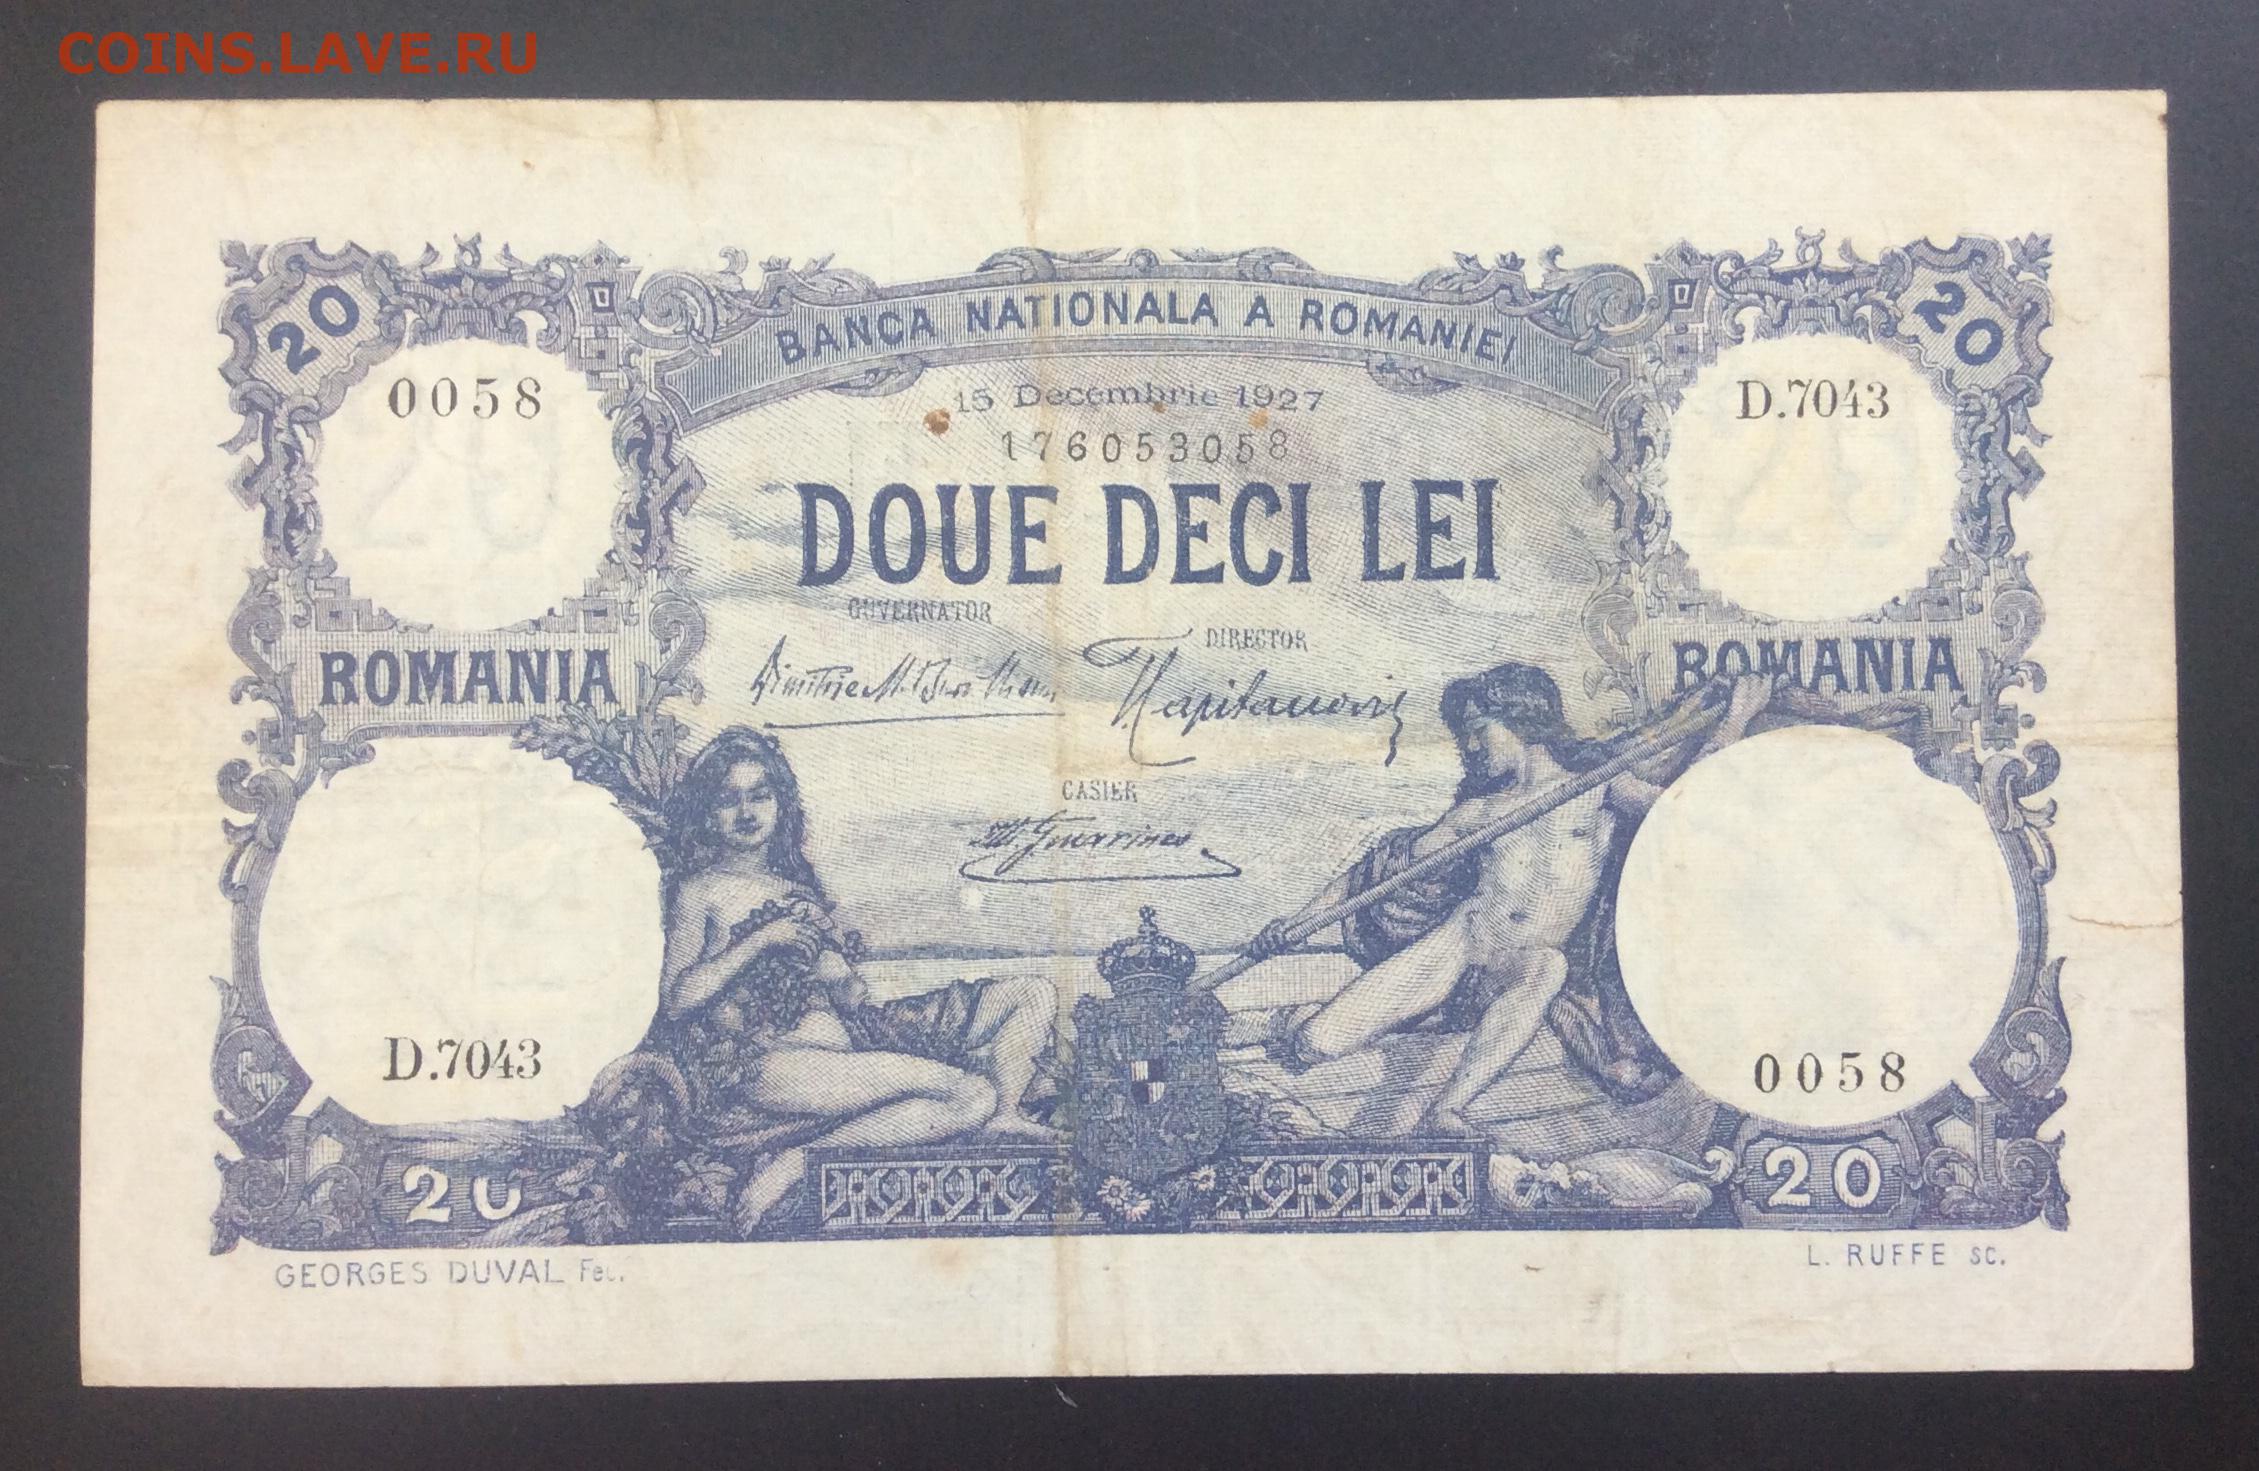 COINS.LAVE.RU
20
20
BANCA NATIONALA A ROMANIEI
0058
15 Decembrie 1927
D.7043
176053058
DOUE DECI LEI
GUVERNATOR
DIRECTOR
ROMANIA
ROMANIA
CASIER
D.7043
0058
20
20
GEORGES DUVAL Fec.
L. RUFFE sc.